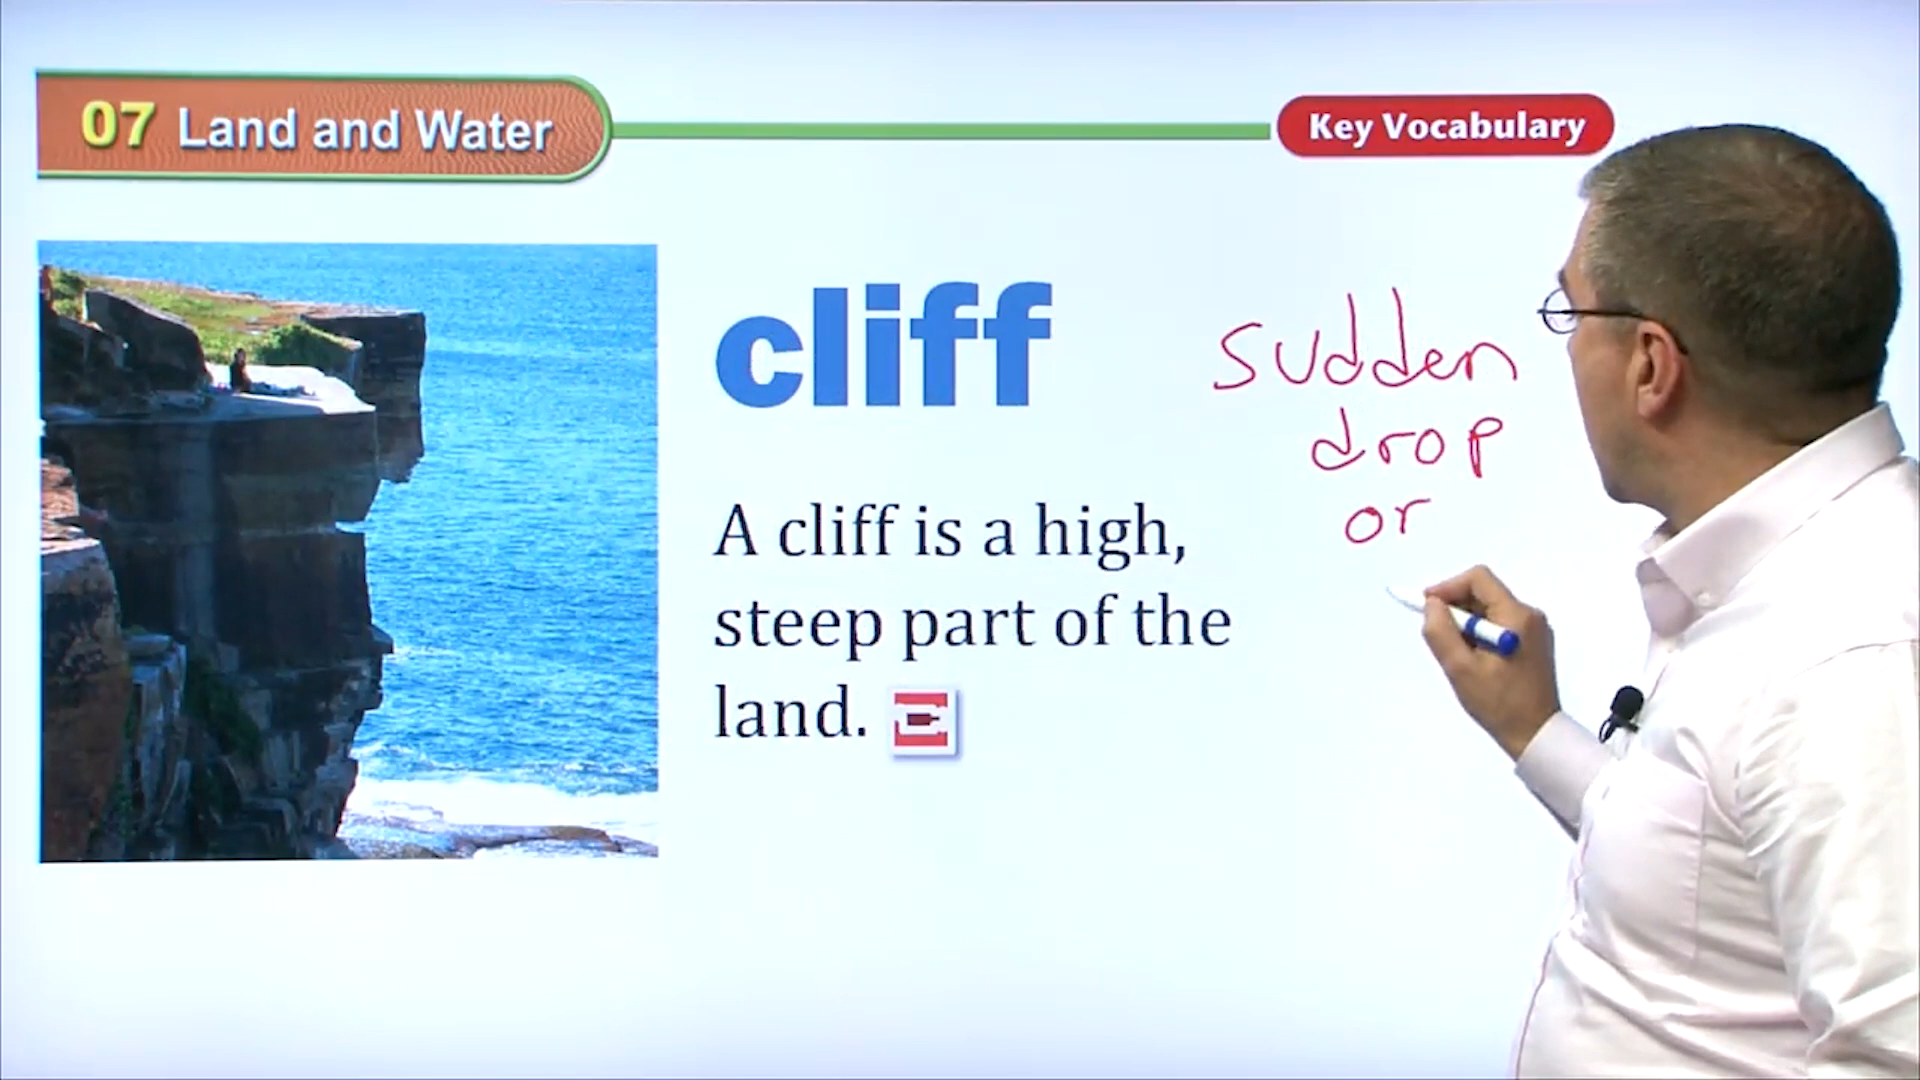 07 Land and Water
Key Vocabulary
cliff
A cliff is a high,
steep part of the
land.
sudden
drop
or